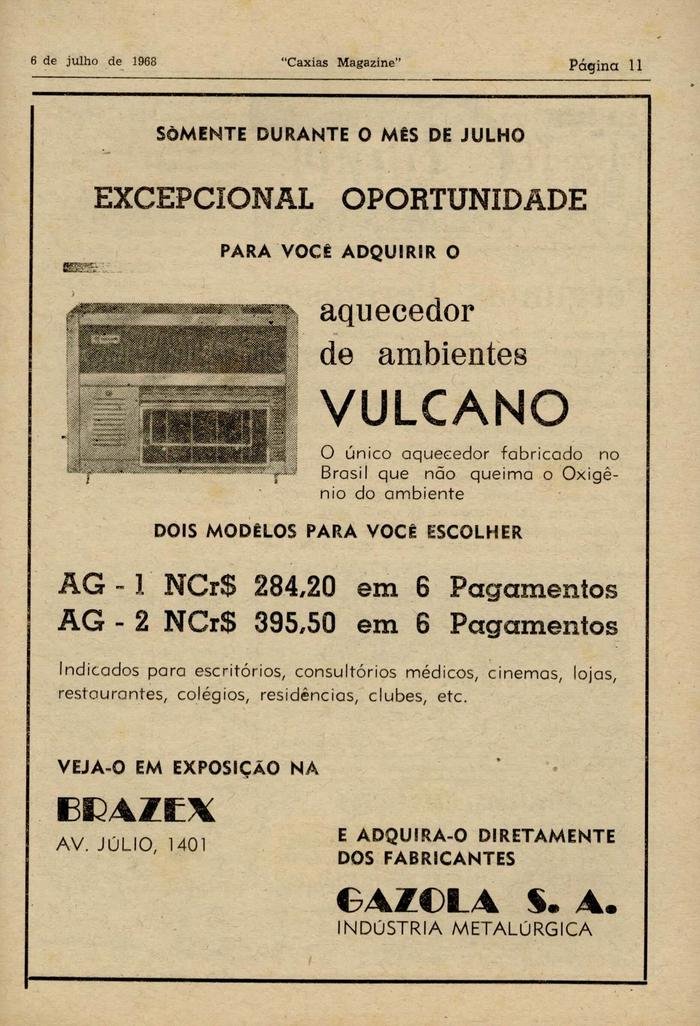 6 de julho de 1968
"Caxias Magazine"
Página 11
SÒMENTE DURANTE O MÊS DE JULHO
EXCEPCIONAL OPORTUNIDADE
PARA VOCÊ ADQUIRIR O
aquecedor
de ambientes
VULCANO
O único aquecedor fabricado no
Brasil que não queima o Oxigê-
nio do ambiente
DOIS MODÊLOS PARA VOCÊ ESCOLHER
AG - 1 NCr$ 284,20 em 6 Pagamentos
AG - 2 NCr$ 395,50 em 6 Pagamentos
Indicados para escritórios, consultórios médicos, cinemas, lojas,
restaurantes, colégios, residências, clubes, etc.
VEJA-O EM EXPOSIÇÃO NA
BRAZEX
AV. JÚLIO, 1401
E ADQUIRA-O DIRETAMENTE
DOS FABRICANTES
GAZOLA S. A.
INDÚSTRIA METALÚRGICA